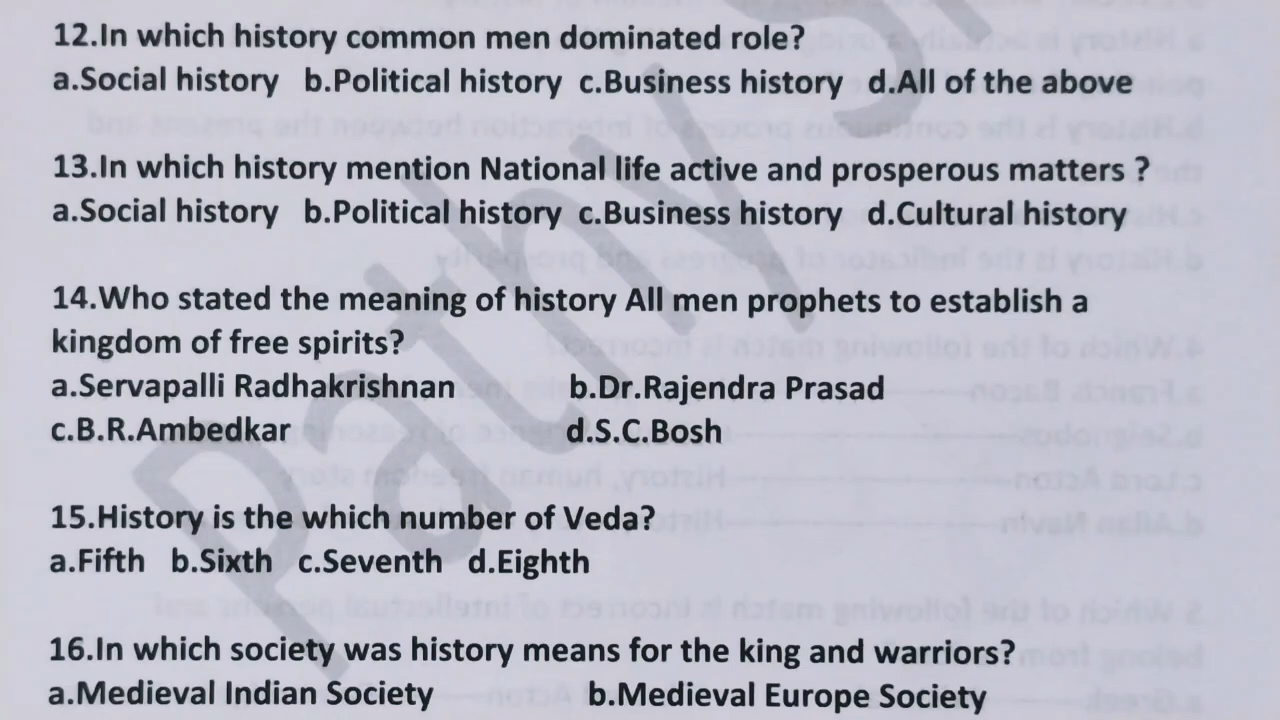 12.In which history common men dominated role?
a.Social history b.Political history c.Business history d.All of the above
13.In which history mention National life active and prosperous matters ?
a.Social history b.Political history c.Business history d.Cultural history
14.Who stated the meaning of history All men prophets to establish a
kingdom of free spirits?
a.Servapalli Radhakrishnan b.Dr.Rajendra Prasad
c.B.R.Ambedkar d.S.C.Bosh
15.History is the which number of Veda?
a.Fifth b.Sixth c.Seventh d.Eighth
16.In which society was history means for the king and warriors?
a.Medieval Indian Society b.Medieval Europe Society